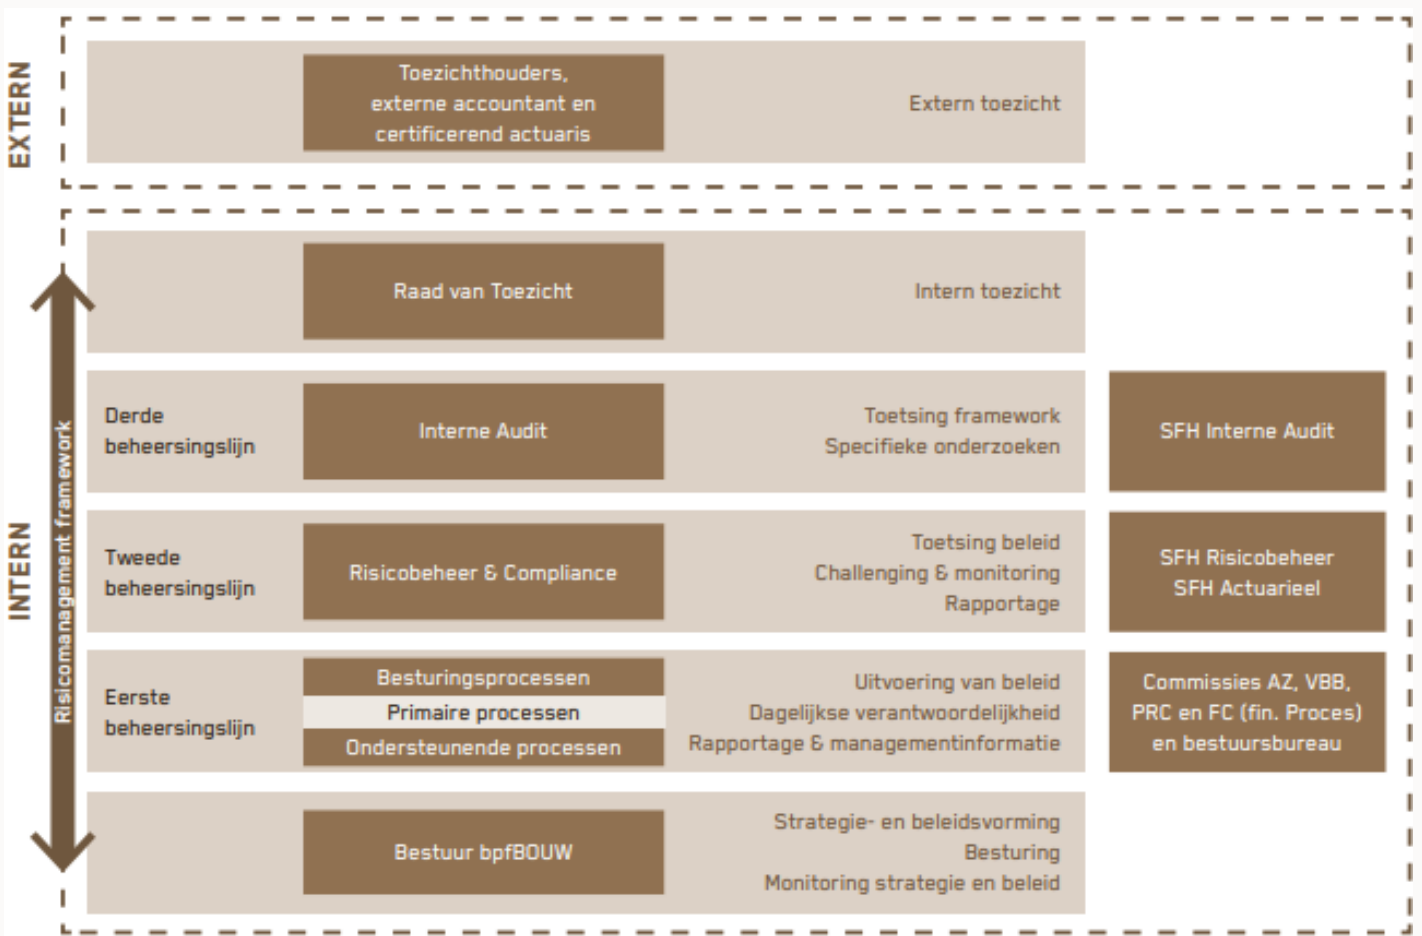 EXTERN
Toezichthouders,
externe accountant en
certificerend actuaris
Extern toezicht
INTERN
Risicomanagement framework
Raad van Toezicht
Intern toezicht
Derde
beheersingslijn
Interne Audit
Toetsing framework
Specifieke onderzoeken
SFH Interne Audit
Tweede
beheersingslijn
Risicobeheer & Compliance
Toetsing beleid
Challenging & monitoring
Rapportage
SFH Risicobeheer
SFH Actuarieel
Eerste
beheersingslijn
Besturingsprocessen
Primaire processen
Ondersteunende processen
Uitvoering van beleid
Dagelijkse verantwoordelijkheid
Rapportage & managementinformatie
Commissies AZ, VBB,
PRC en FC (fin. Proces)
en bestuursbureau
Bestuur bpfBOUW
Strategie- en beleidsvorming
Besturing
Monitoring strategie en beleid